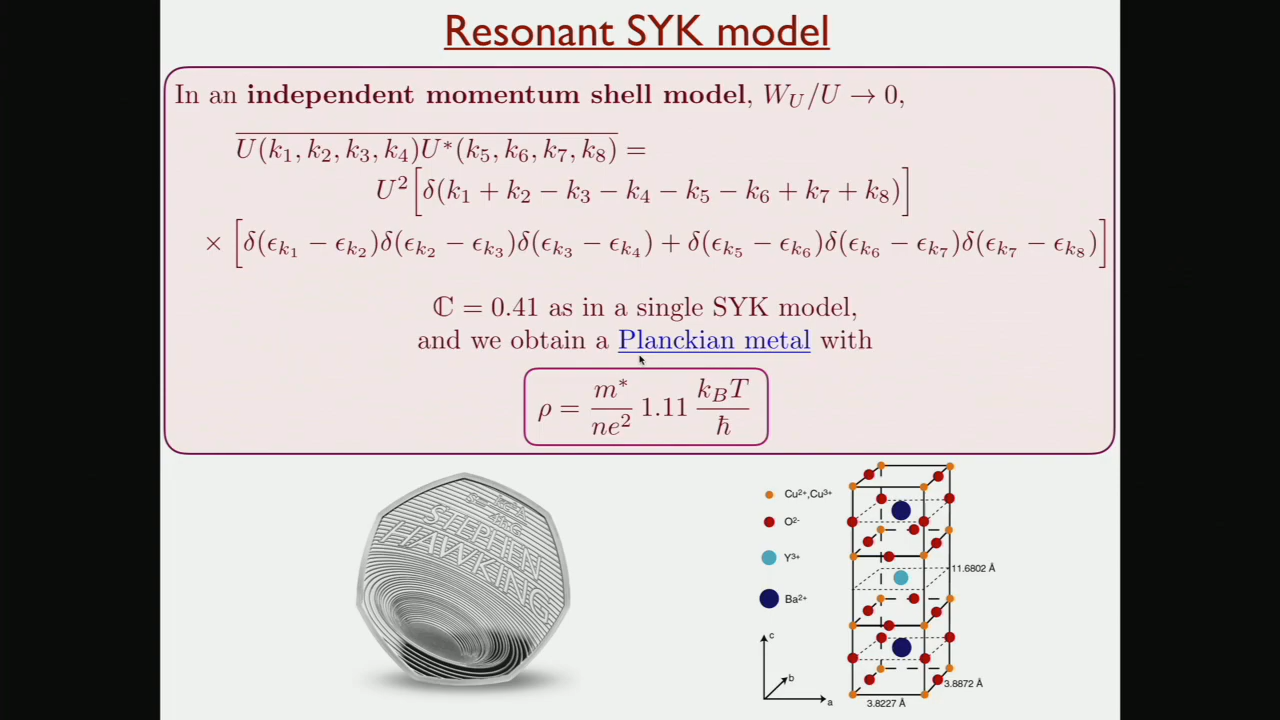 Resonant SYK model
In an independent momentum shell model, W_U/U → 0,
\overline{U(k_1, k_2, k_3, k_4)U^*(k_5, k_6, k_7, k_8)} =
U^2[δ(k_1 + k_2 − k_3 − k_4 − k_5 − k_6 + k_7 + k_8)]
× [δ(ϵ_{k_1} − ϵ_{k_2})δ(ϵ_{k_2} − ϵ_{k_3})δ(ϵ_{k_3} − ϵ_{k_4}) + δ(ϵ_{k_5} − ϵ_{k_6})δ(ϵ_{k_6} − ϵ_{k_7})δ(ϵ_{k_7} − ϵ_{k_8})]
ℂ = 0.41 as in a single SYK model,
and we obtain a Planckian metal with
ρ = \frac{m^*}{ne^2} 1.11 \frac{k_B T}{ħ}
STEPHEN
HAWKING
Cu²⁺,Cu³⁺
O²⁻
Y³⁺
Ba²⁺
c
b
a
11.6802 Å
3.8872 Å
3.8227 Å